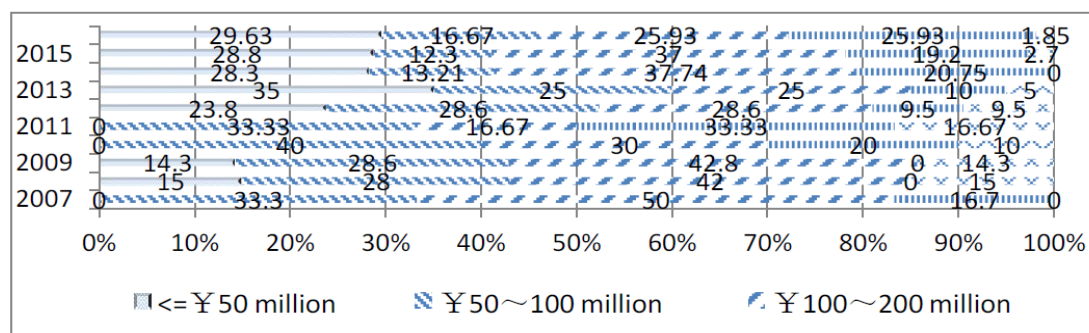 29.63 16.67 25.93 25.93 1.85
2015 28.8 12.3 37 19.2 2.7
28.3 13.21 37.74 20.75 0
2013 35 25 25 10 5
23.8 28.6 28.6 9.5 9.5
2011 0 33.33 16.67 33.33 16.67
0 40 30 20 10
2009 14.3 28.6 42.8 0 14.3
15 28 42 0 15
2007 0 33.3 50 16.7 0
0% 10% 20% 30% 40% 50% 60% 70% 80% 90% 100%
<=¥50 million ¥50~100 million ¥100~200 million